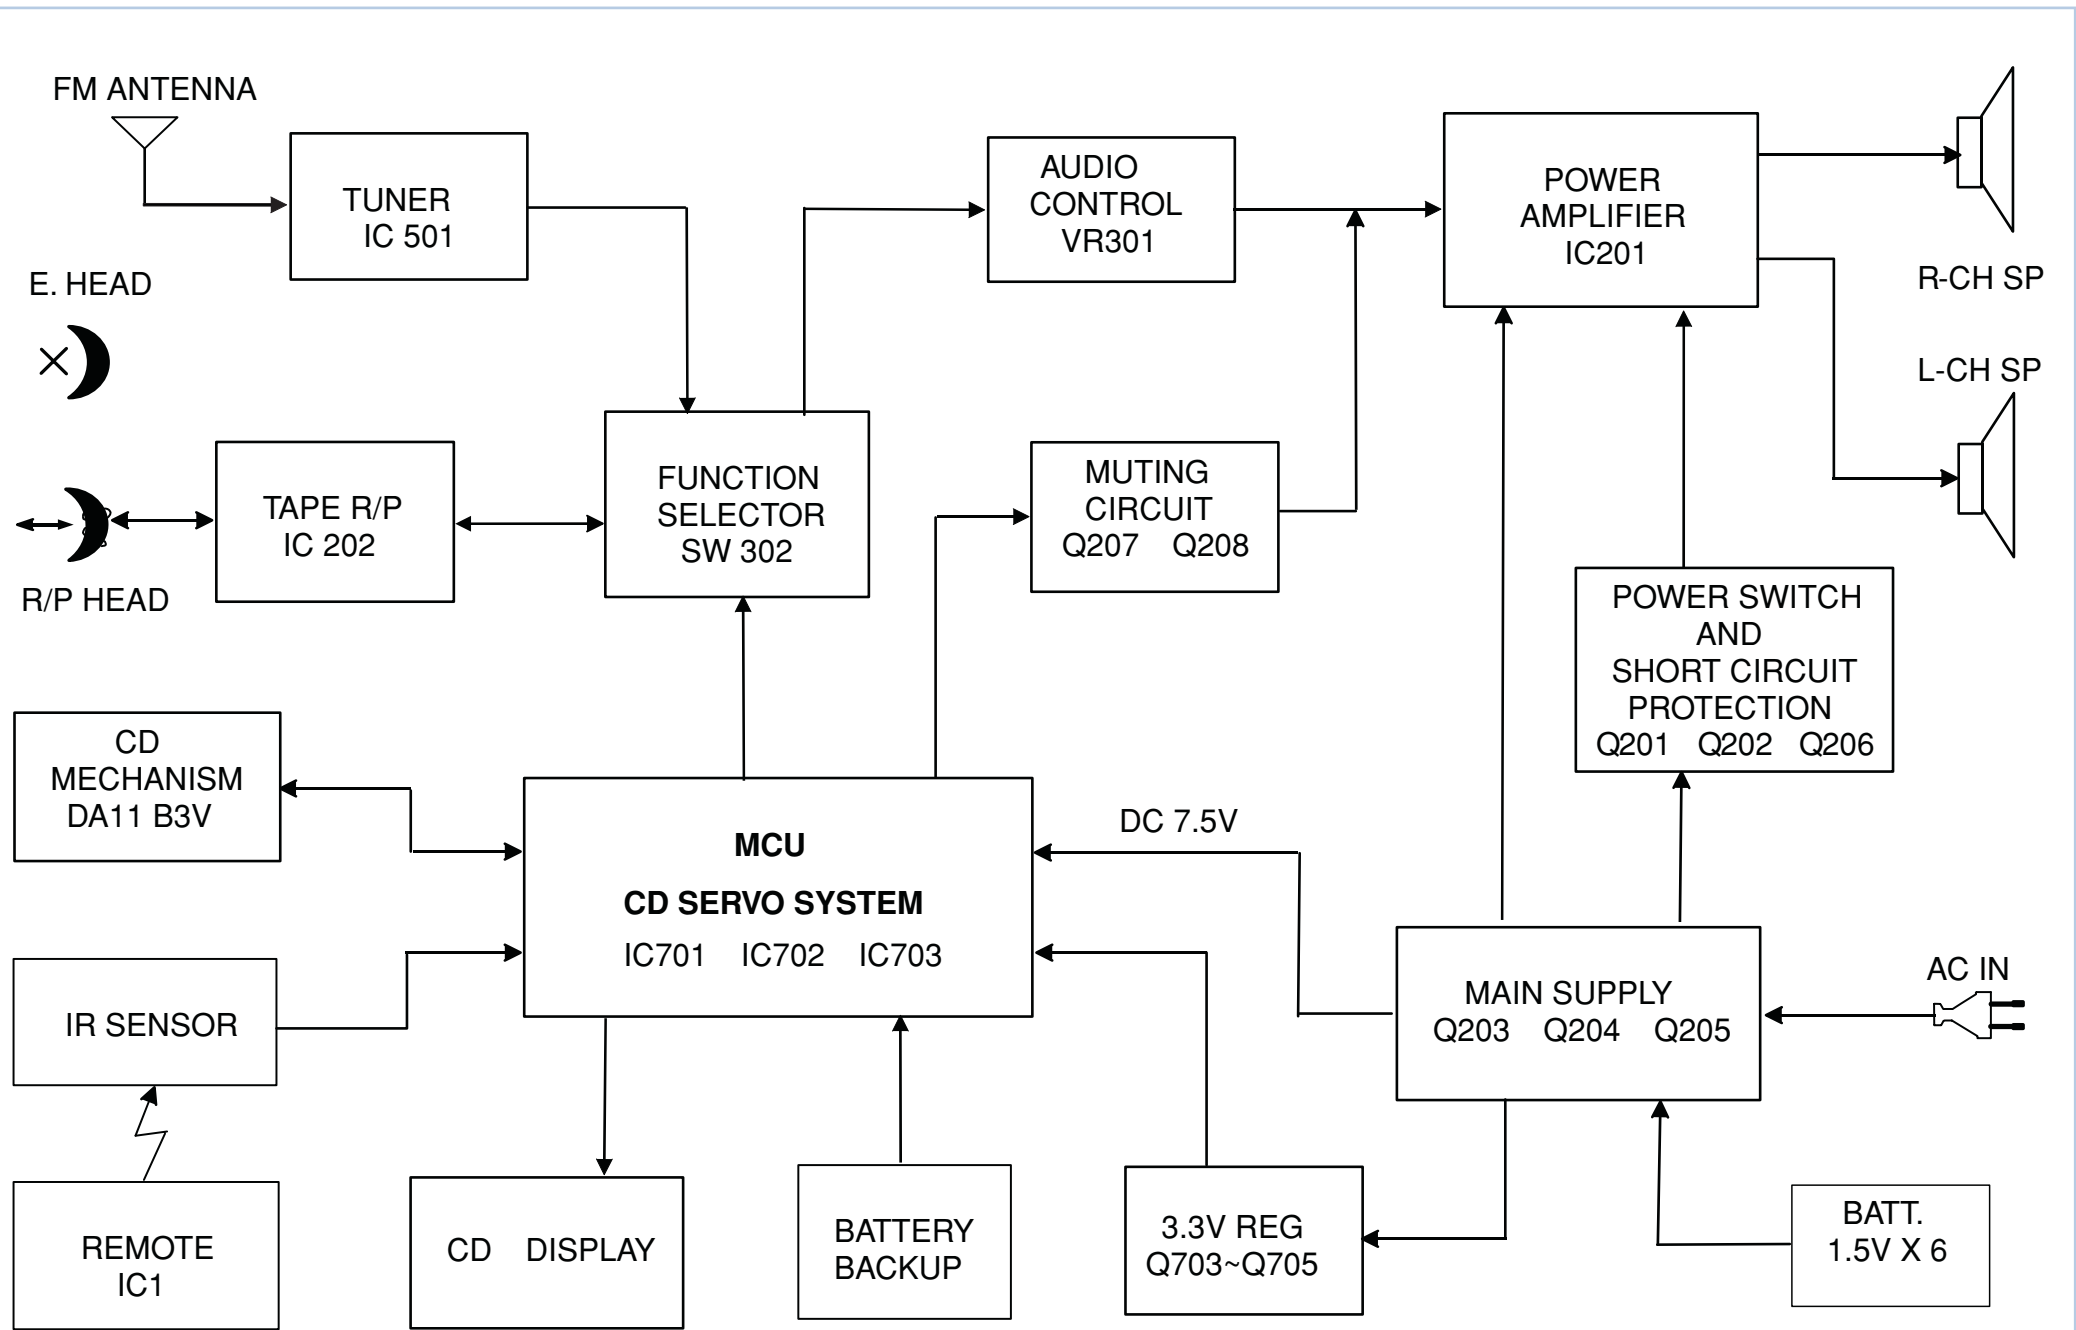 FM ANTENNA
TUNER
IC 501
E. HEAD
TAPE R/P
IC 202
R/P HEAD
FUNCTION
SELECTOR
SW 302
AUDIO
CONTROL
VR301
MUTING
CIRCUIT
Q207 Q208
POWER
AMPLIFIER
IC201
R-CH SP
L-CH SP
POWER SWITCH
AND
SHORT CIRCUIT
PROTECTION
Q201 Q202 Q206
CD
MECHANISM
DA11 B3V
MCU
CD SERVO SYSTEM
IC701 IC702 IC703
DC 7.5V
IR SENSOR
MAIN SUPPLY
Q203 Q204 Q205
AC IN
REMOTE
IC1
CD DISPLAY
BATTERY
BACKUP
3.3V REG
Q703~Q705
BATT.
1.5V X 6